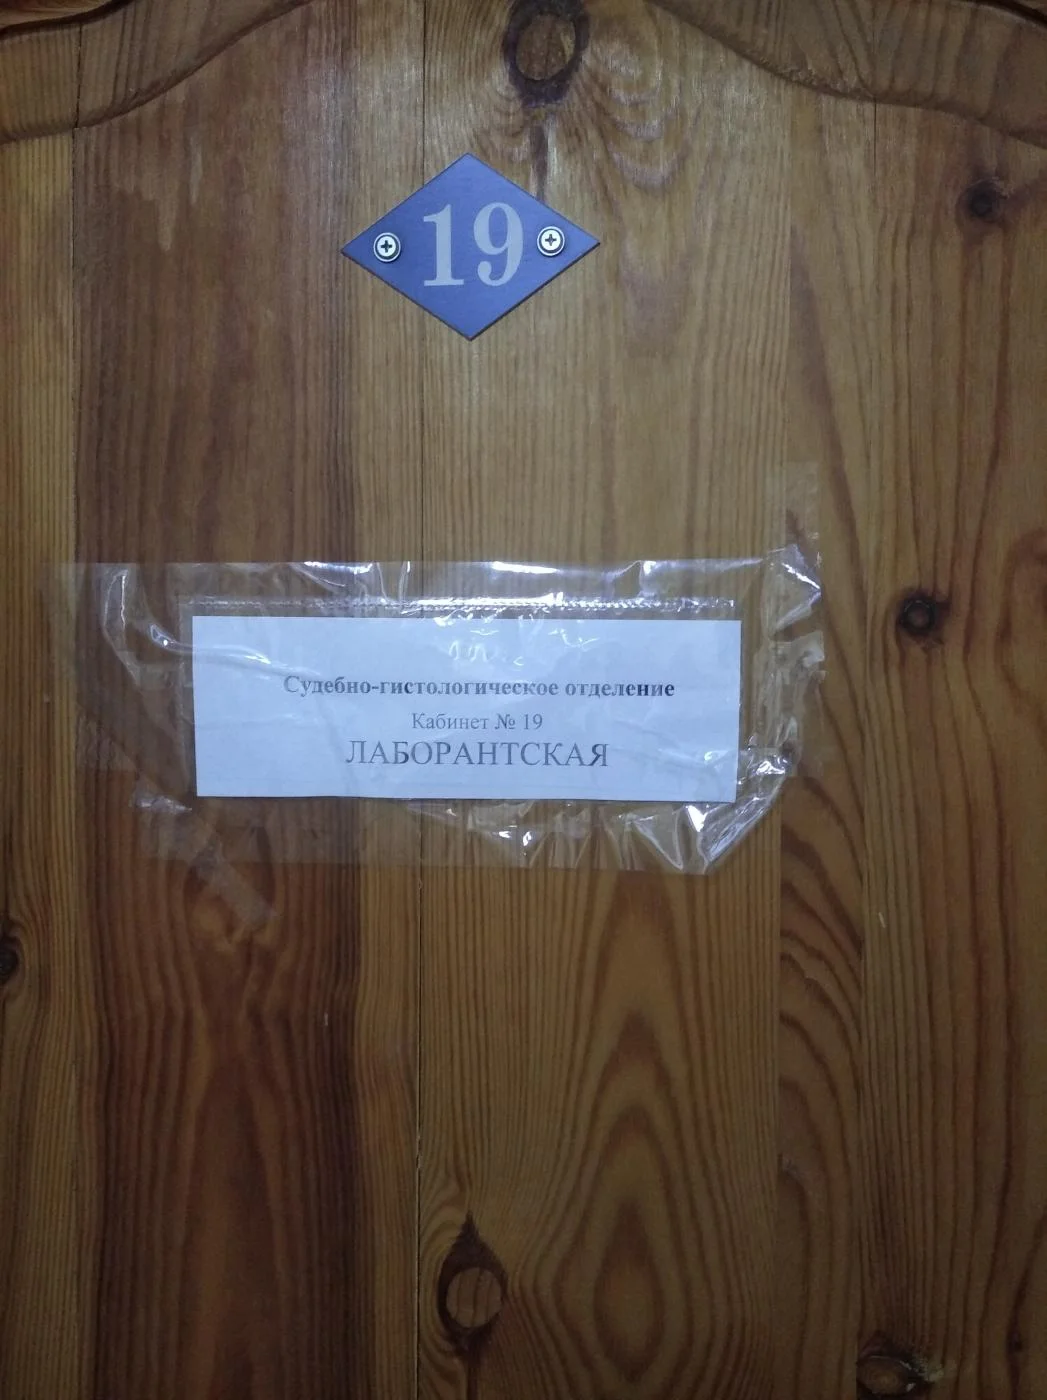 19
Судебно-гистологическое отделение
Кабинет № 19
ЛАБОРАНТСКАЯ